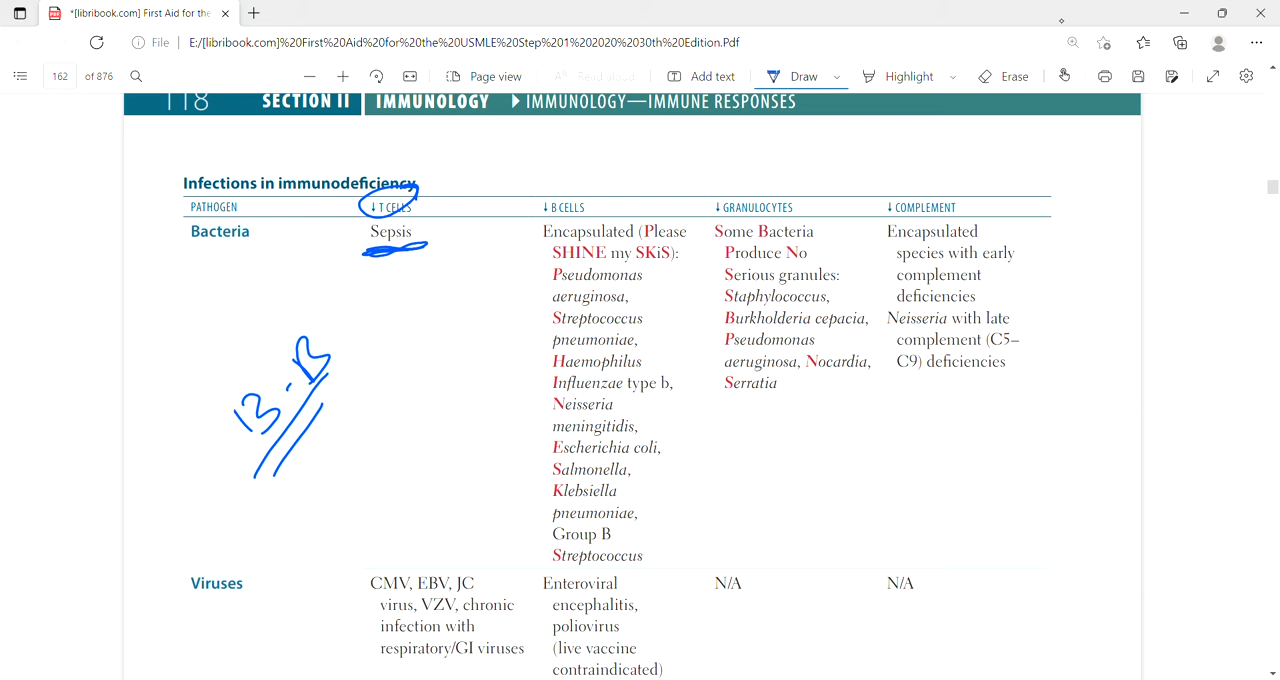 *[libribook.com] First Aid for the
File E:/[libribook.com]%20First%20Aid%20for%20the%20USMLE%20Step%201%202020%2030th%20Edition.Pdf
162 of 876 Page view Read aloud Add text Draw Highlight Erase
118 SECTION II IMMUNOLOGY ▶ IMMUNOLOGY—IMMUNE RESPONSES
Infections in immunodeficiency
PATHOGEN ↓ T CELLS ↓ B CELLS ↓ GRANULOCYTES ↓ COMPLEMENT
Bacteria
Sepsis
Encapsulated (Please
SHINE my SKiS):
Pseudomonas
aeruginosa,
Streptococcus
pneumoniae,
Haemophilus
Influenzae type b,
Neisseria
meningitidis,
Escherichia coli,
Salmonella,
Klebsiella
pneumoniae,
Group B
Streptococcus
Some Bacteria
Produce No
Serious granules:
Staphylococcus,
Burkholderia cepacia,
Pseudomonas
aeruginosa, Nocardia,
Serratia
Encapsulated
species with early
complement
deficiencies
Neisseria with late
complement (C5–
C9) deficiencies
Viruses
CMV, EBV, JC
virus, VZV, chronic
infection with
respiratory/GI viruses
Enteroviral
encephalitis,
poliovirus
(live vaccine
contraindicated)
N/A
N/A